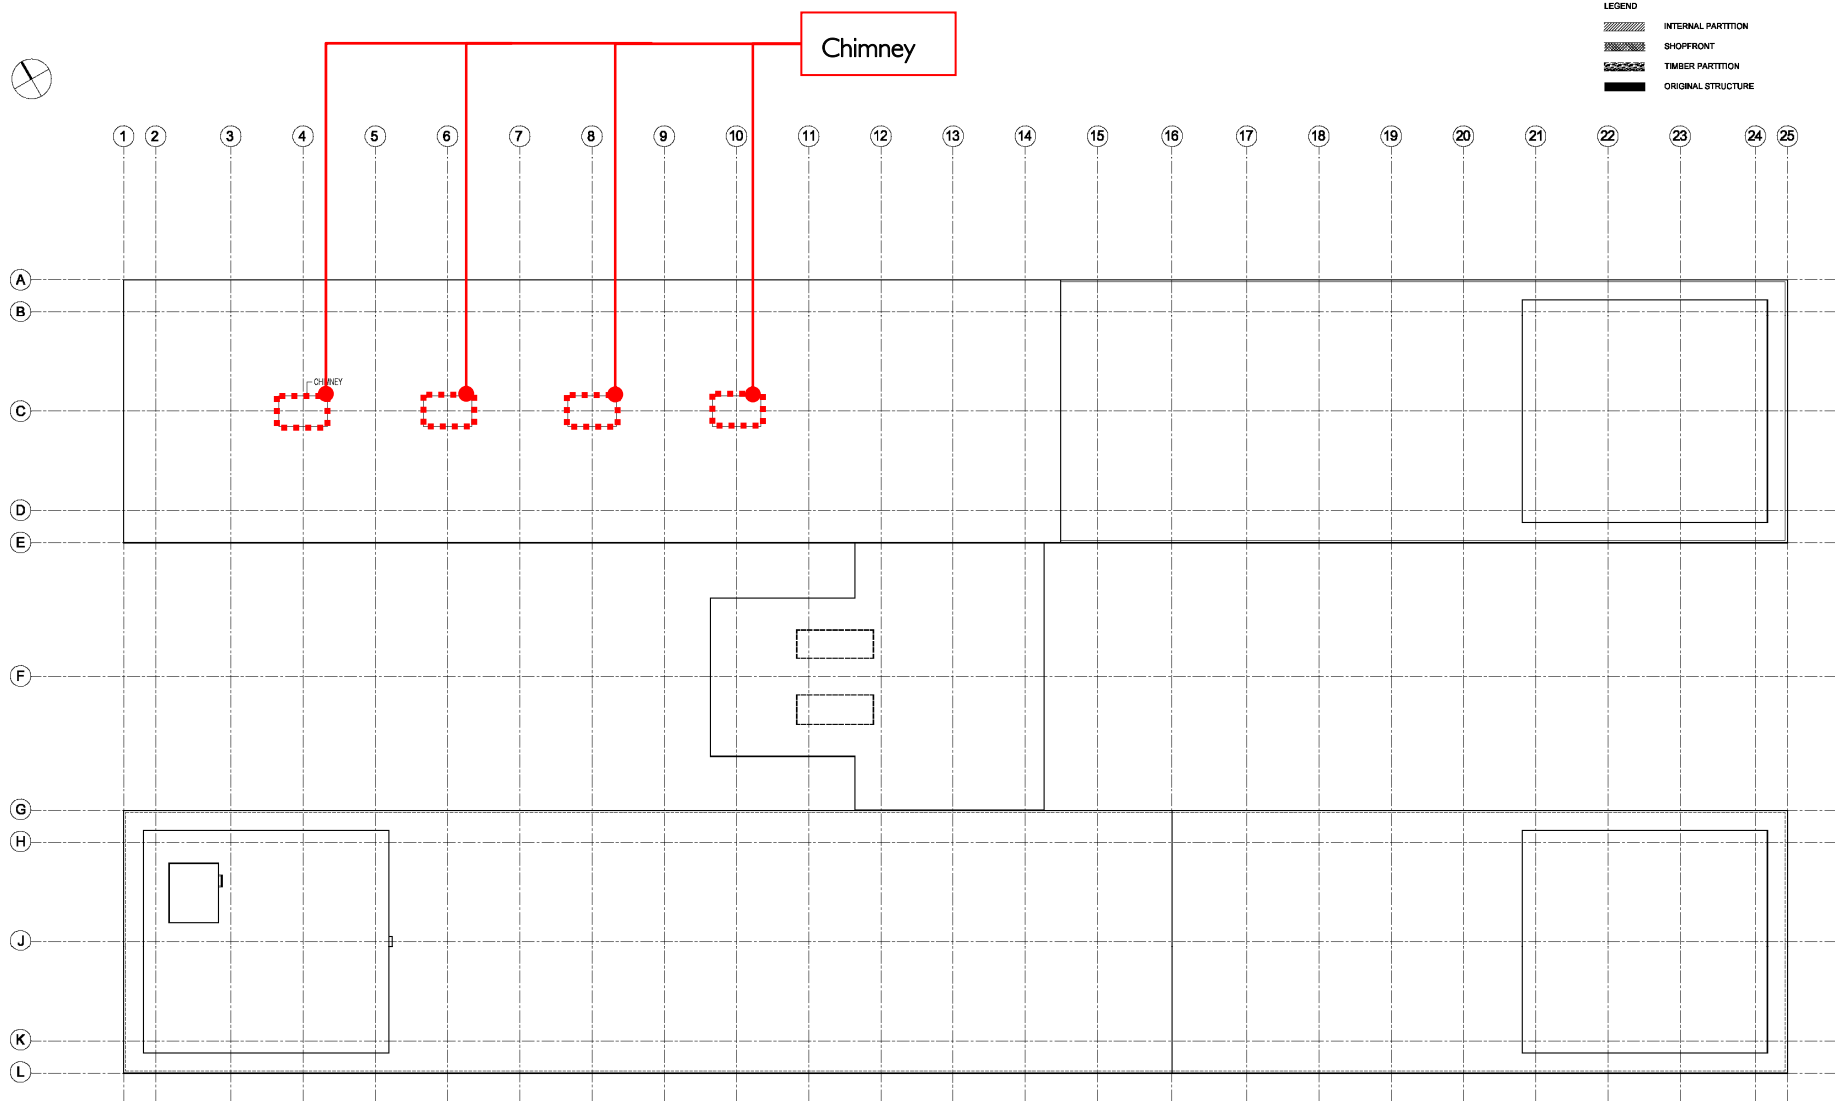 LEGEND
INTERNAL PARTITION
SHOPFRONT
TIMBER PARTITION
ORIGINAL STRUCTURE
Chimney
1 2 3 4 5 6 7 8 9 10 11 12 13 14 15 16 17 18 19 20 21 22 23 24 25
A
B
CHIMNEY
C
D
E
F
G
H
J
K
L